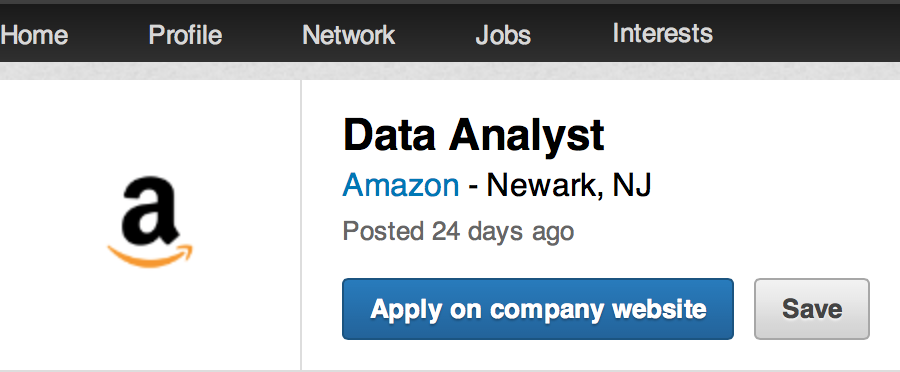 Home Profile Network Jobs Interests
Data Analyst
Amazon - Newark, NJ
Posted 24 days ago
Apply on company website Save
a